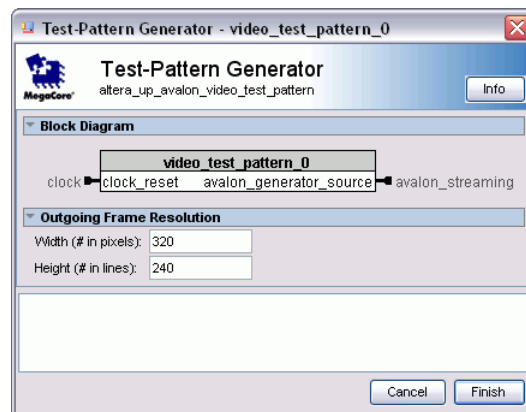 Test-Pattern Generator - video_test_pattern_0
MegaCore®
Test-Pattern Generator
altera_up_avalon_video_test_pattern
Info
Block Diagram
video_test_pattern_0
clock clock_reset avalon_generator_source avalon_streaming
Outgoing Frame Resolution
Width (# in pixels): 320
Height (# in lines): 240
Cancel Finish